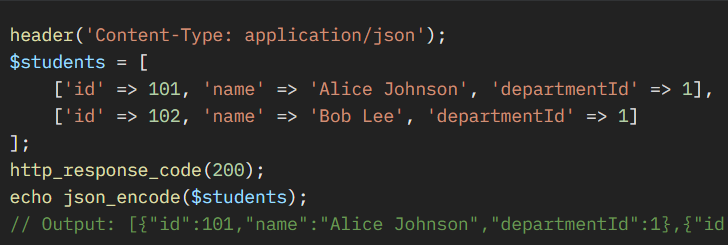 header('Content-Type: application/json');
$students = [
    ['id' => 101, 'name' => 'Alice Johnson', 'departmentId' => 1],
    ['id' => 102, 'name' => 'Bob Lee', 'departmentId' => 1]
];
http_response_code(200);
echo json_encode($students);
// Output: [{"id":101,"name":"Alice Johnson","departmentId":1},{"id